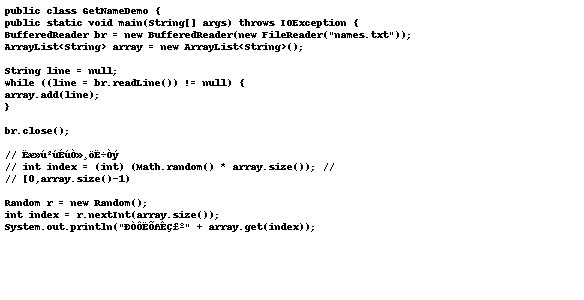 public class GetNameDemo {
public static void main(String[] args) throws IOException {
BufferedReader br = new BufferedReader(new FileReader("names.txt"));
ArrayList<String> array = new ArrayList<String>();
String line = null;
while ((line = br.readLine()) != null) {
array.add(line);
}
br.close();
// Ëæ»ú²úÉúÒ»¸öË÷Òý
// int index = (int) (Math.random() * array.size()); //
// [0,array.size()-1)
Random r = new Random();
int index = r.nextInt(array.size());
System.out.println("ÐÒÔËÕßÊÇ£º" + array.get(index));